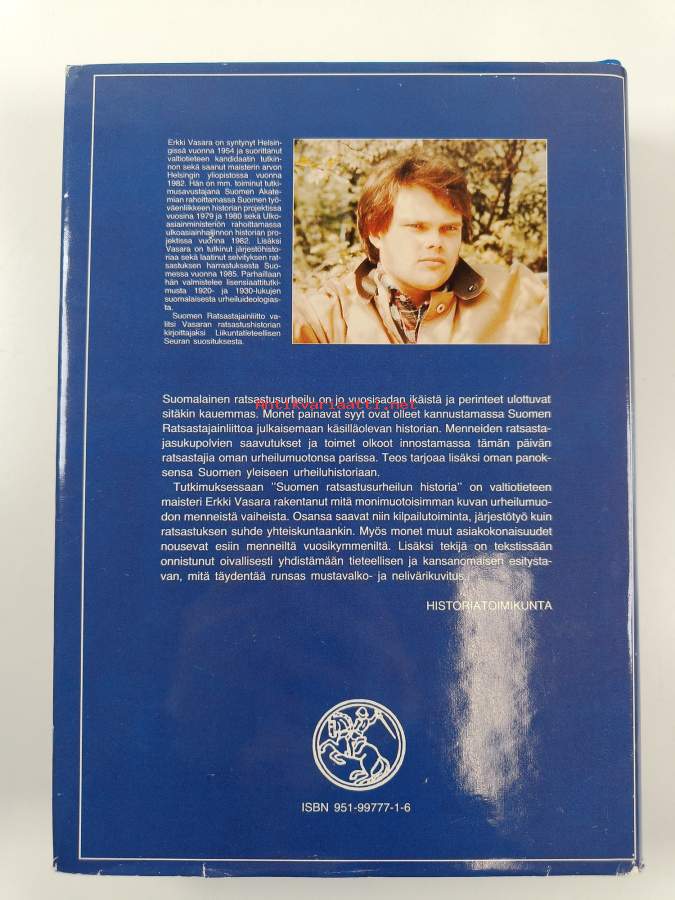 Erkki Vasara on syntynyt Helsin-
gissä vuonna 1954 ja suorittanut
valtiotieteen kandidaatin tutkin-
non sekä saanut maisterin arvon
Helsingin yliopistossa vuonna
1982. Hän on mm. toiminut tutki-
musavustajana Suomen Akate-
mian rahoittamassa Suomen työ-
väenliikkeen historian projektissa
vuosina 1979 ja 1980 sekä Ulko-
asiainministeriön rahoittamassa
ulkoasiainhallinnon historian pro-
jektissa vuonna 1982. Lisäksi
Vasara on tutkinut järjestöhisto-
riaa sekä laatinut selvityksen rat-
sastuksen harrastuksesta Suo-
messa vuonna 1985. Parhaillaan
hän valmistelee lisensiaattitutki-
musta 1920- ja 1930-lukujen
suomalaisesta urheiluideologias-
ta.
Suomen Ratsastajainliitto va-
litsi Vasaran ratsastushistorian
kirjoittajaksi Liikuntatieteellisen
Seuran suosituksesta.
Suomalainen ratsastusurheilu on jo vuosisadan ikäistä ja perinteet ulottuvat
sitäkin kauemmas. Monet painavat syyt ovat olleet kannustamassa Suomen
Antikvariaatti.net
Ratsastajainliittoa julkaisemaan käsilläolevan historian. Menneiden ratsasta-
jasukupolvien saavutukset ja toimet olkoot innostamassa tämän päivän
ratsastajia oman urheilumuotonsa parissa. Teos tarjoaa lisäksi oman panok-
sensa Suomen yleiseen urheiluhistoriaan.
Tutkimuksessaan "Suomen ratsastusurheilun historia" on valtiotieteen
maisteri Erkki Vasara rakentanut mitä monimuotoisimman kuvan urheilumuo-
don menneistä vaiheista. Osansa saavat niin kilpailutoiminta, järjestötyö kuin
ratsastuksen suhde yhteiskuntaankin. Myös monet muut asiakokonaisuudet
nousevat esiin menneiltä vuosikymmeniltä. Lisäksi tekijä on tekstissään
onnistunut oivallisesti yhdistämään tieteellisen ja kansanomaisen esitysta-
van, mitä täydentää runsas mustavalko- ja nelivärikuvitus.
HISTORIATOIMIKUNTA
ISBN 951-99777-1-6